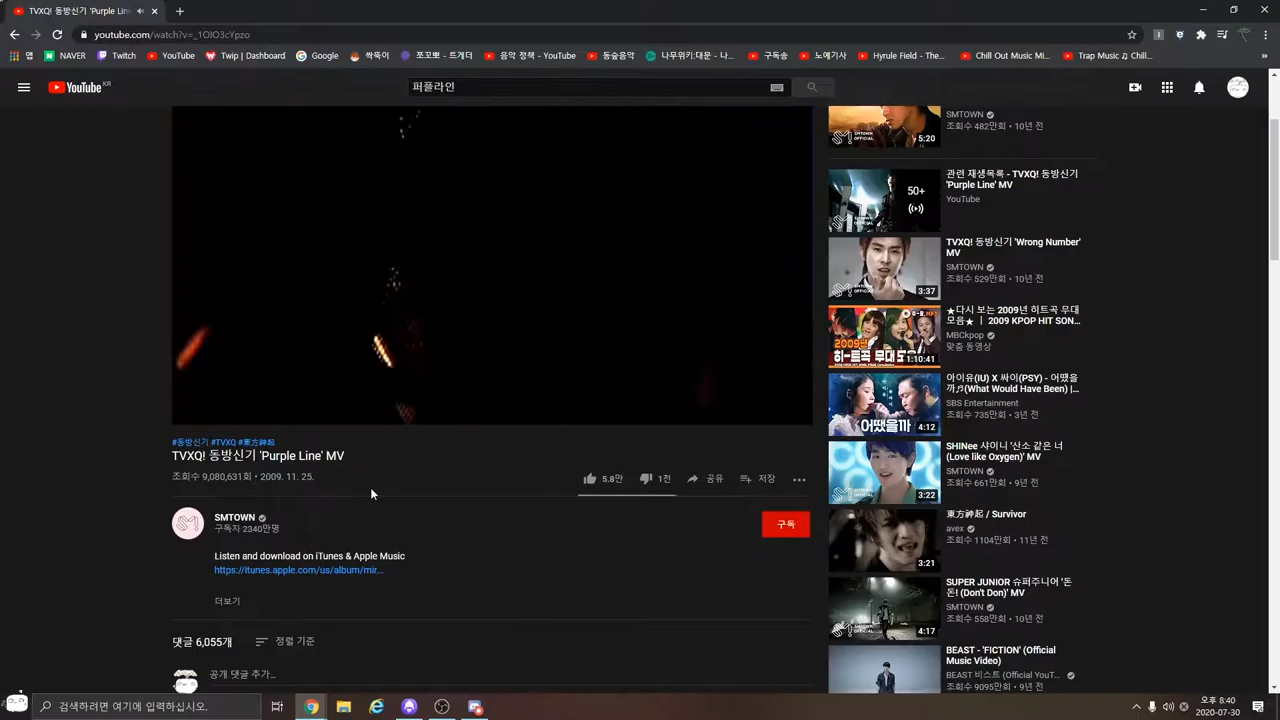 TVXQ! 동방신기 'Purple Lin
youtube.com/watch?v=_1OIO3cYpzo
앱
NAVER
Twitch
YouTube
Twip | Dashboard
Google
싹뚝이
쪼꼬뽀 - 트게더
음악 정책 - YouTube
동숲음악
나무위키:대문 - 나...
구독송
노예기사
Hyrule Field - The...
Chill Out Music Mi...
Trap Music ♫ Chill...
YouTube KR
퍼플라인
#동방신기 #TVXQ #東方神起
TVXQ! 동방신기 'Purple Line' MV
조회수 9,080,631회 • 2009. 11. 25.
5.8만
1천
공유
저장
SMTOWN
구독자 2340만명
구독
Listen and download on iTunes & Apple Music
https://itunes.apple.com/us/album/mir...
더보기
댓글 6,055개
정렬 기준
공개 댓글 추가...
SMTOWN
조회수 482만회 • 10년 전
5:20
관련 재생목록 - TVXQ! 동방신기
'Purple Line' MV
YouTube
50+
TVXQ! 동방신기 'Wrong Number'
MV
SMTOWN
조회수 529만회 • 10년 전
3:37
★다시 보는 2009년 히트곡 무대
모음★ | 2009 KPOP HIT SON...
MBCkpop
맞춤 동영상
2009년
1:10:41
아이유(IU) X 싸이(PSY) - 어땠을
까♬(What Would Have Been) |...
SBS Entertainment
조회수 735만회 • 3년 전
어땠을까
4:12
SHINee 샤이니 '산소 같은 너
(Love like Oxygen)' MV
SMTOWN
조회수 661만회 • 9년 전
3:22
東方神起 / Survivor
avex
조회수 1104만회 • 11년 전
3:21
SUPER JUNIOR 슈퍼주니어 '돈
돈! (Don't Don)' MV
SMTOWN
조회수 558만회 • 10년 전
4:17
BEAST - 'FICTION' (Official
Music Video)
BEAST 비스트 (Official YouT...
조회수 9095만회 • 9년 전
검색하려면 여기에 입력하십시오.
오후 8:40
2020-07-30